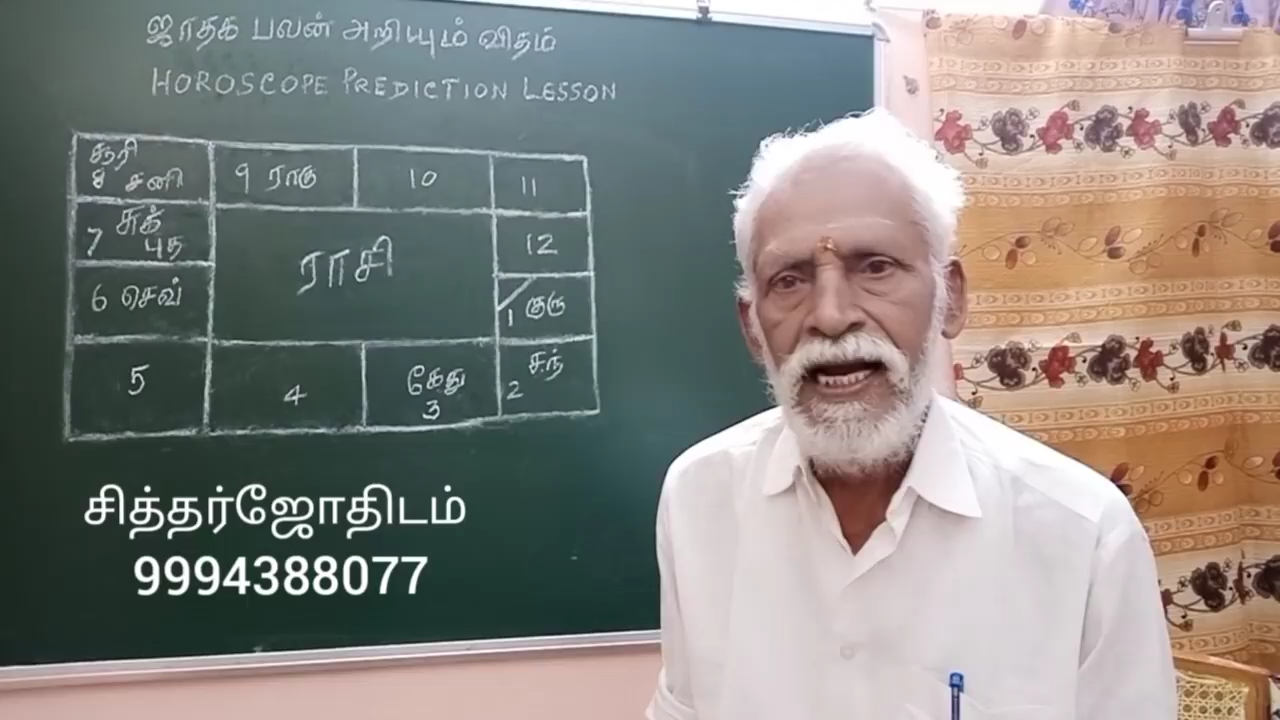 ஜாதக பலன் அறியும் விதம்
HOROSCOPE PREDICTION LESSON
சூரி
8 சனி
9 ராகு
10
11
சுக்
7 புத
12
ராசி
6 செவ்
1 குரு
5
4
கேது
3
சந்
2
சித்தர்ஜோதிடம்
9994388077